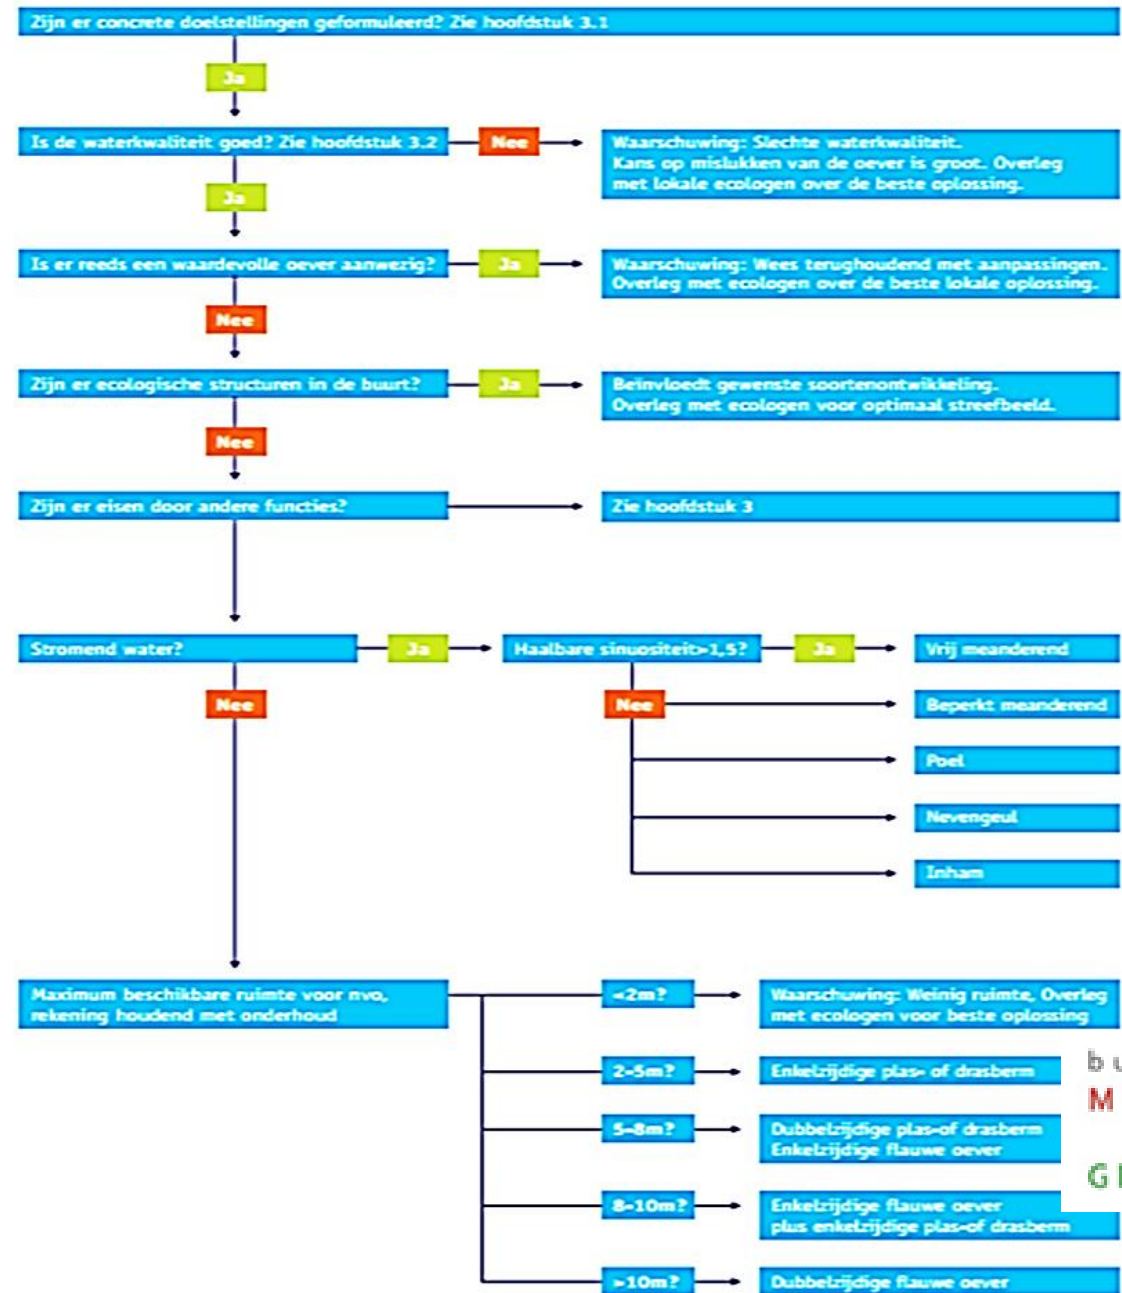 Zijn er concrete doelstellingen geformuleerd? Zie hoofdstuk 3.1
Ja
Is de waterkwaliteit goed? Zie hoofdstuk 3.2
Nee
Waarschuwing: Slechte waterkwaliteit.
Kans op mislukken van de oever is groot. Overleg
met lokale ecologen over de beste oplossing.
Ja
Is er reeds een waardevolle oever aanwezig?
Ja
Waarschuwing: Wees terughoudend met aanpassingen.
Overleg met ecologen over de beste lokale oplossing.
Nee
Zijn er ecologische structuren in de buurt?
Ja
Beïnvloedt gewenste soortenontwikkeling.
Overleg met ecologen voor optimaal streefbeeld.
Nee
Zijn er eisen door andere functies?
Zie hoofdstuk 3
Stromend water?
Ja
Haalbare sinuositeit>1,5?
Ja
Vrij meanderend
Nee
Nee
Beperkt meanderend
Poel
Nevengeul
Inham
Maximum beschikbare ruimte voor nvo,
rekening houdend met onderhoud
<2m?
Waarschuwing: Weinig ruimte, Overleg
met ecologen voor beste oplossing
2-5m?
Enkelzijdige plas- of drasberm
5-8m?
Dubbelzijdige plas-of drasberm
Enkelzijdige flauwe oever
8-10m?
Enkelzijdige flauwe oever
plus enkelzijdige plas-of drasberm
>10m?
Dubbelzijdige flauwe oever
b
M
G